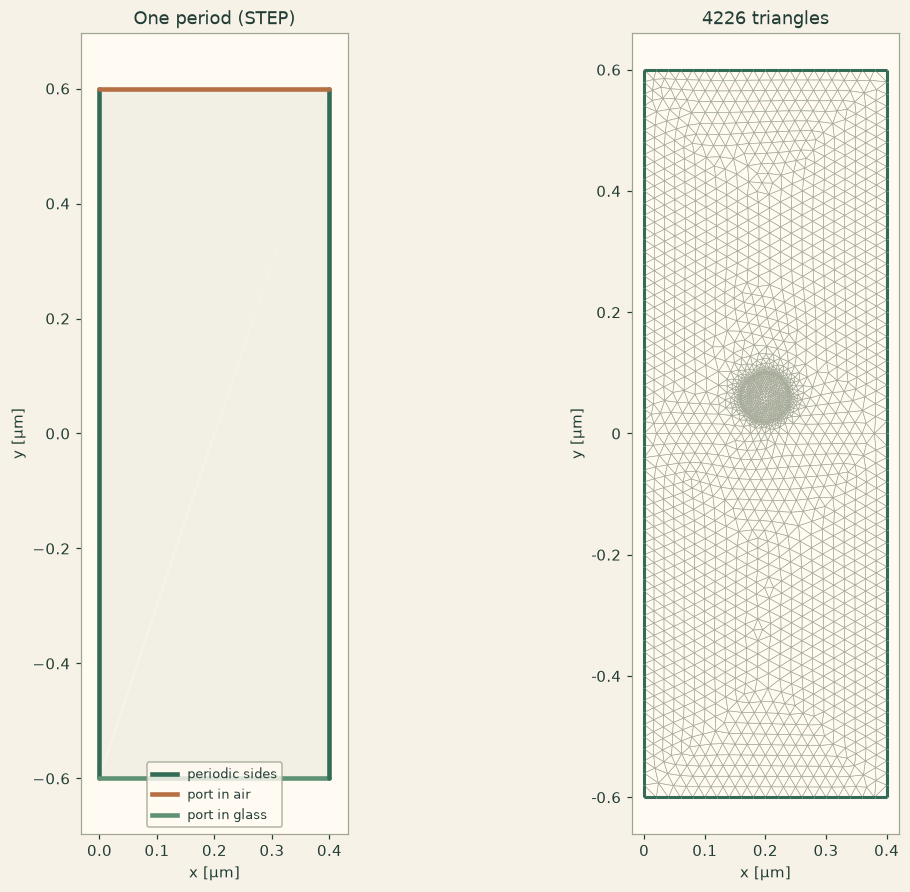 One period (STEP)
0.6
0.4
0.2
0.0
−0.2
−0.4
−0.6
y [µm]
periodic sides
port in air
port in glass
0.0 0.1 0.2 0.3 0.4
x [µm]
4226 triangles
0.6
0.4
0.2
0
-0.2
-0.4
-0.6
y [µm]
0 0.1 0.2 0.3 0.4
x [µm]